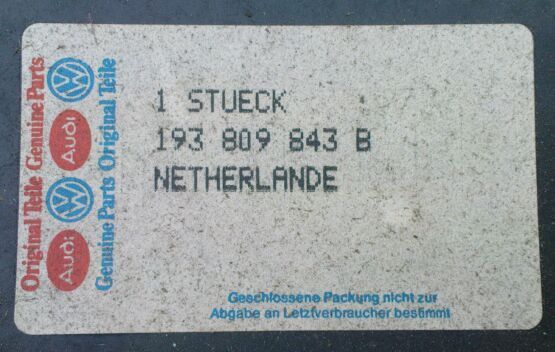 Original Teile Genuine Parts
Audi Audi
Genuine Parts Original Teile
1 STUECK
193 809 843 B
NETHERLANDE
Geschlossene Packung nicht zur
Abgabe an Letzfverbraucher bestimmt